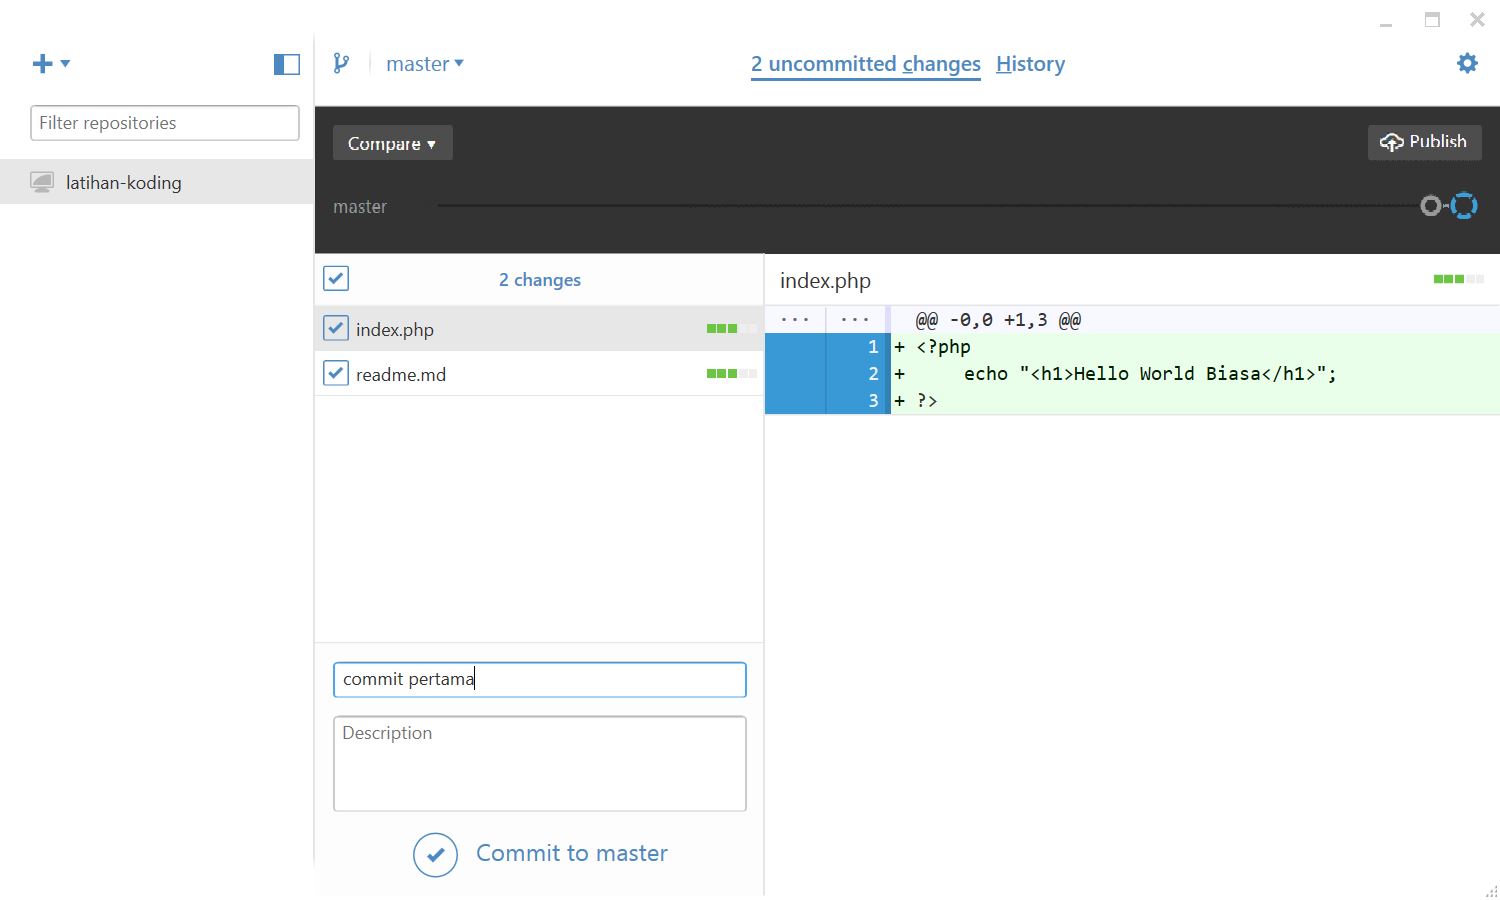 master
2 uncommitted changes
History
Filter repositories
latihan-koding
Compare
Publish
master
2 changes
index.php
readme.md
commit pertama
Description
Commit to master
index.php
··· ··· @@ -0,0 +1,3 @@
1 + <?php
2 + echo "<h1>Hello World Biasa</h1>";
3 + ?>